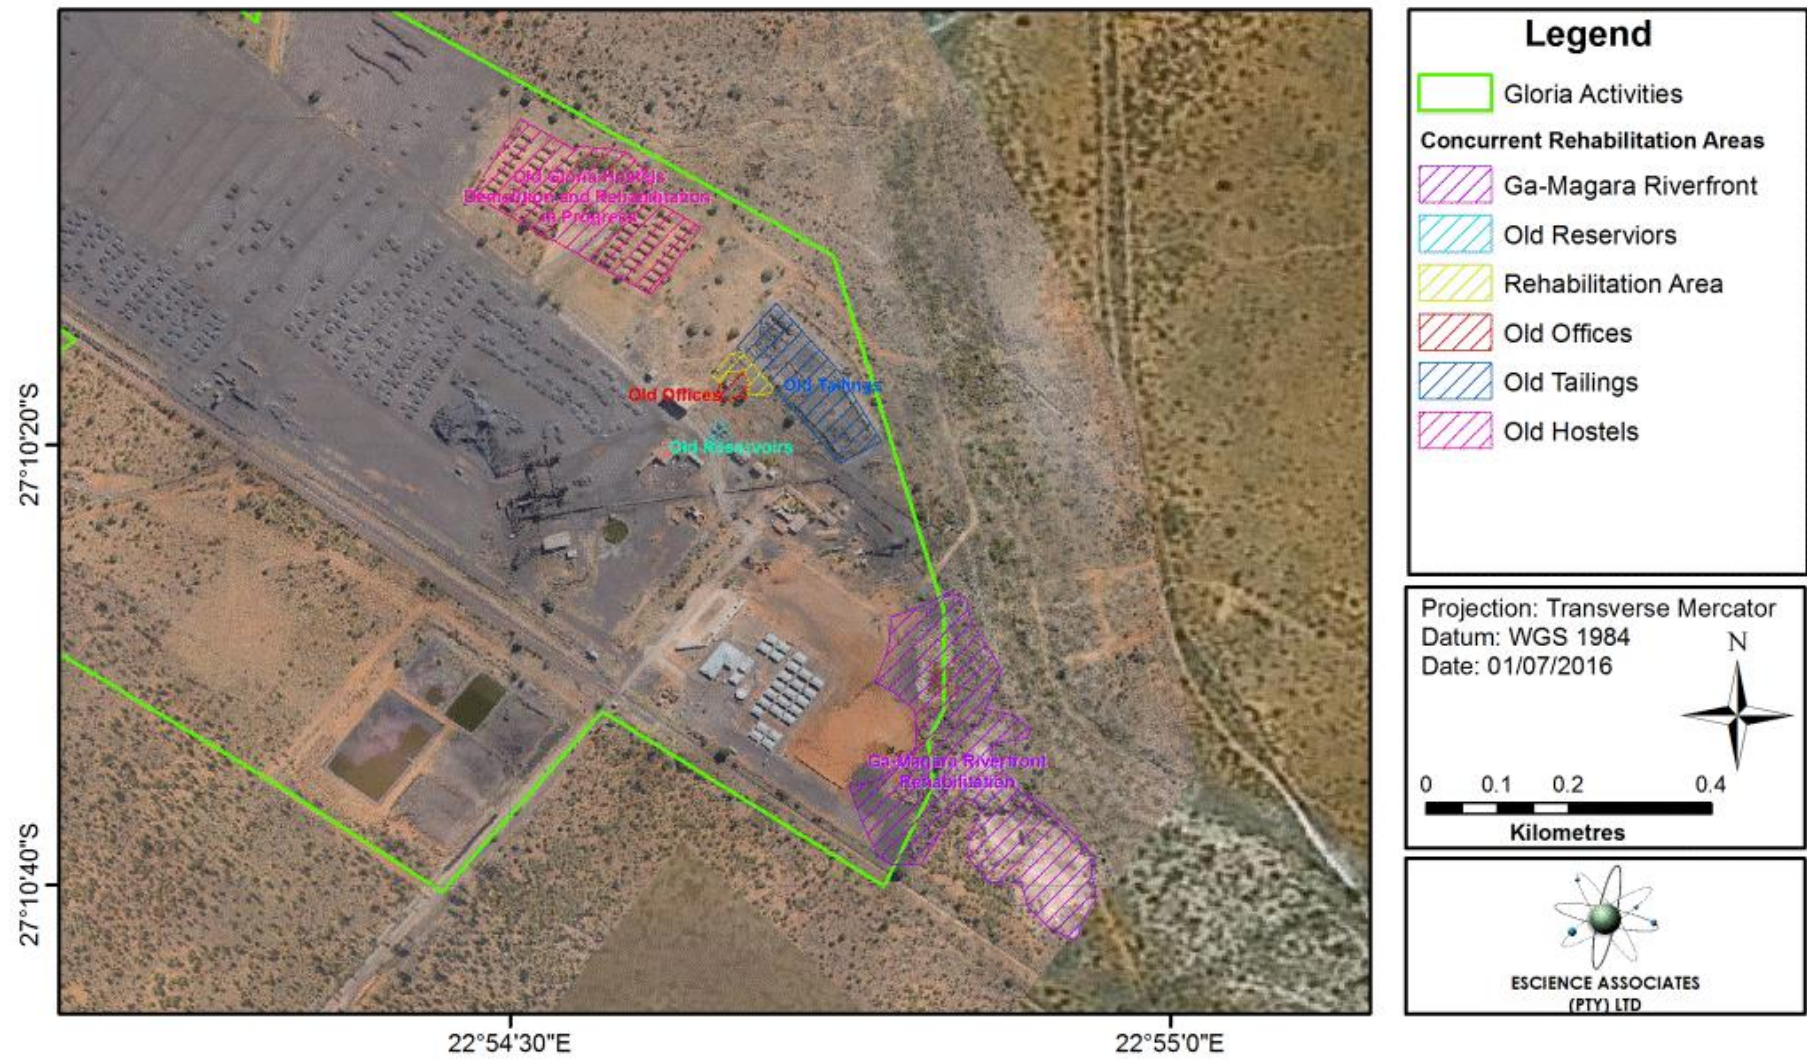 Old Gloria Hostels
Demolition and Rehabilitation
in Progress
Old Tailings
Old Offices
Old Reservoirs
Ga-Magara Riverfront
Rehabilitation
27°10'20"S
27°10'40"S
22°54'30"E
22°55'0"E
Legend
Gloria Activities
Concurrent Rehabilitation Areas
Ga-Magara Riverfront
Old Reserviors
Rehabilitation Area
Old Offices
Old Tailings
Old Hostels
Projection: Transverse Mercator
Datum: WGS 1984
Date: 01/07/2016
N
0 0.1 0.2 0.4
Kilometres
ESCIENCE ASSOCIATES
(PTY) LTD